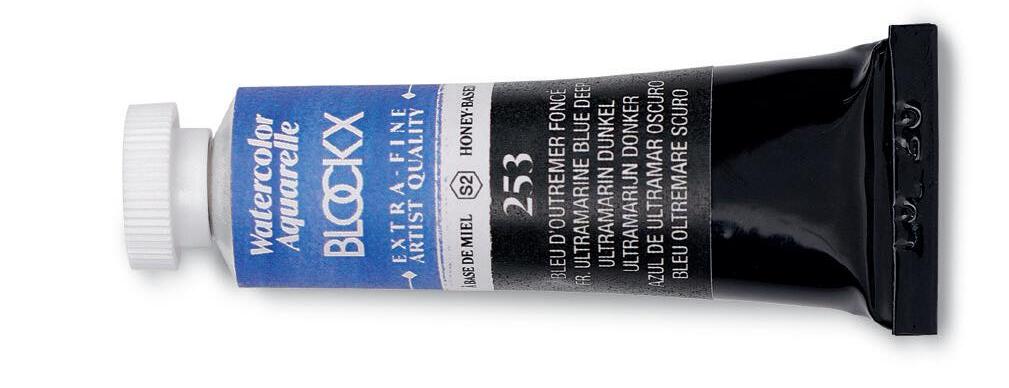 Watercolor
Aquarelle
BLOCKX
EXTRA-FINE
ARTIST QUALITY
À BASE DE MIEL S2 HONEY-BASE
253
BLEU D'OUTREMER FONCE
FR. ULTRAMARINE BLUE DEEP
ULTRAMARIN DUNKEL
ULTRAMARIJN DONKER
AZUL DE ULTRAMAR OSCURO
BLEU OLTREMARE SCURO